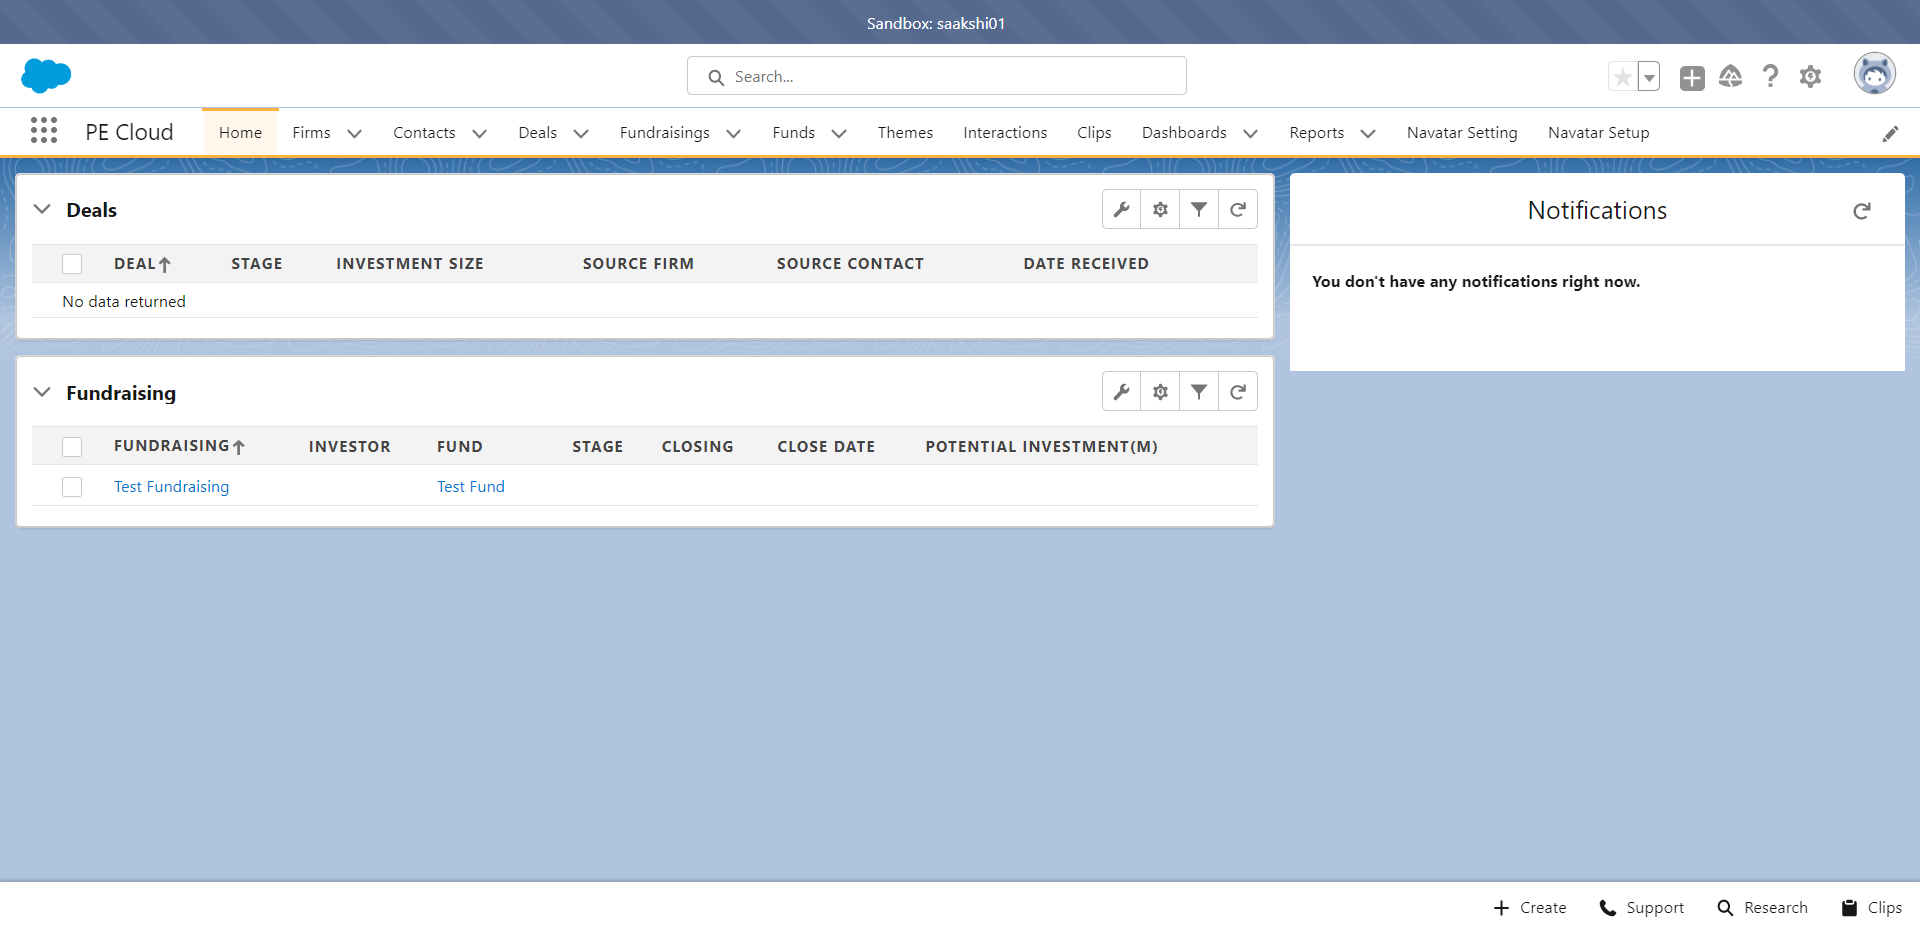 Sandbox: saakshi01
Search...
PE Cloud Home Firms Contacts Deals Fundraisings Funds Themes Interactions Clips Dashboards Reports Navatar Setting Navatar Setup
Deals
DEAL STAGE INVESTMENT SIZE SOURCE FIRM SOURCE CONTACT DATE RECEIVED
No data returned
Fundraising
FUNDRAISING INVESTOR FUND STAGE CLOSING CLOSE DATE POTENTIAL INVESTMENT(M)
Test Fundraising Test Fund
Notifications
You don't have any notifications right now.
Create Support Research Clips